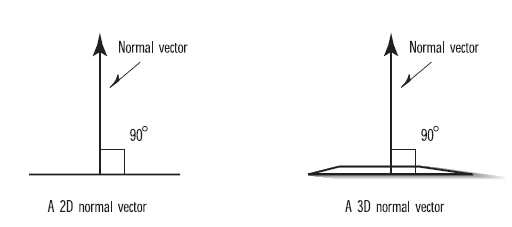 Normal vector
90°
A 2D normal vector
Normal vector
90°
A 3D normal vector